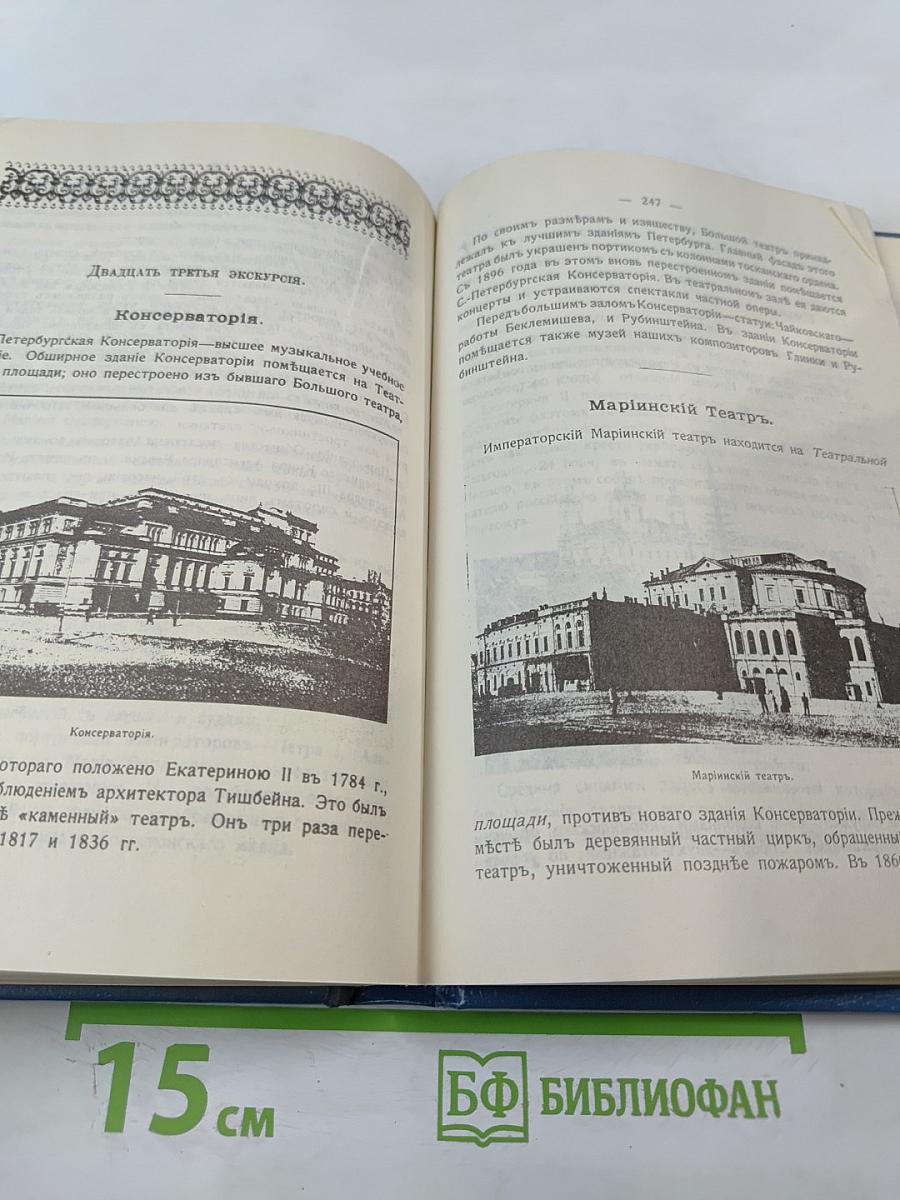 Двадцать третья экскурсія.
Консерваторія.
Петербургская Консерваторія—высшее музыкальное учебное
іе. Обширное зданіе Консерваторіи помѣщается на Теат-
площади; оно перестроено изъ бывшаго Большого театра,
Консерваторія.
отораго положено Екатериною II въ 1784 г.,
блюденіемъ архитектора Тишбейна. Это былъ
ѣ «каменный» театръ. Онъ три раза пере-
1817 и 1836 гг.
— 247 —
По своимъ размѣрамъ и изяществу, Большой театръ принад-
лежалъ къ лучшимъ зданіямъ Петербурга. Главный фасадъ этого
театра былъ украшенъ портикомъ съ колоннами тосканскаго ордена.
Съ 1896 года въ этомъ вновь перестроенномъ зданіи помѣщается
С.-Петербургская Консерваторія. Въ театральномъ залѣ ея даются
концерты и устраиваются спектакли частной оперы.
Передъ большимъ заломъ Консерваторіи—статуи: Чайковскаго—
работы Беклемишева, и Рубинштейна. Въ зданіи Консерваторіи
помѣщается также музей нашихъ композиторовъ Глинки и Ру-
бинштейна.
Маріинскій Театръ.
Императорскій Маріинскій театръ находится на Театральной
Маріинскій театръ.
площади, противъ новаго зданія Консерваторіи. Преж
мѣстѣ былъ деревянный частный циркъ, обращенный
театръ, уничтоженный позднѣе пожаромъ. Въ 1860
15 см
БФ БИБЛИОФАН